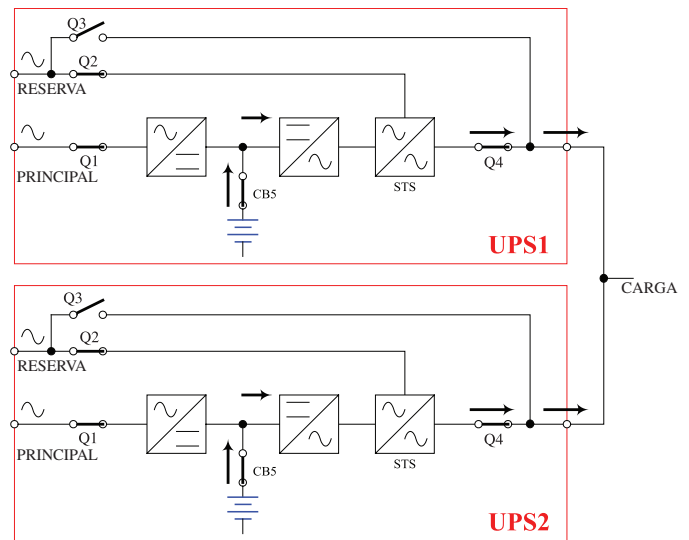 Q3
Q2
RESERVA
Q1
PRINCIPAL
CB5
STS
Q4
UPS1
CARGA
Q3
Q2
RESERVA
Q1
PRINCIPAL
CB5
STS
Q4
UPS2